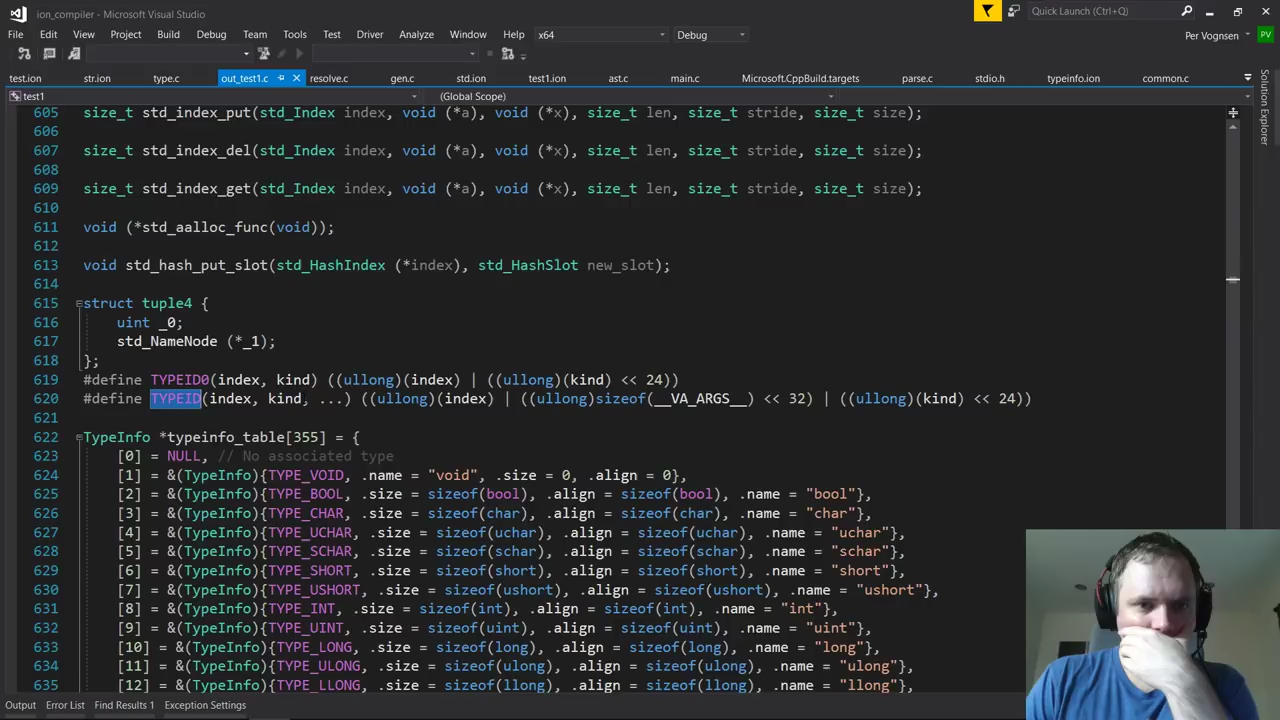 ion_compiler - Microsoft Visual Studio
Quick Launch (Ctrl+Q)
File Edit View Project Build Debug Team Tools Test Driver Analyze Window Help x64 Debug Per Vognsen PV
test.ion str.ion type.c out_test1.c resolve.c gen.c std.ion test1.ion ast.c main.c Microsoft.CppBuild.targets parse.c stdio.h typeinfo.ion common.c
test1 (Global Scope)
Solution Explorer
605 size_t std_index_put(std_Index index, void (*a), void (*x), size_t len, size_t stride, size_t size);
606
607 size_t std_index_del(std_Index index, void (*a), void (*x), size_t len, size_t stride, size_t size);
608
609 size_t std_index_get(std_Index index, void (*a), void (*x), size_t len, size_t stride, size_t size);
610
611 void (*std_aalloc_func(void));
612
613 void std_hash_put_slot(std_HashIndex (*index), std_HashSlot new_slot);
614
615 struct tuple4 {
616 uint _0;
617 std_NameNode (*_1);
618 };
619 #define TYPEID0(index, kind) ((ullong)(index) | ((ullong)(kind) << 24))
620 #define TYPEID(index, kind, ...) ((ullong)(index) | ((ullong)sizeof(__VA_ARGS__) << 32) | ((ullong)(kind) << 24))
621
622 TypeInfo *typeinfo_table[355] = {
623 [0] = NULL, // No associated type
624 [1] = &(TypeInfo){TYPE_VOID, .name = "void", .size = 0, .align = 0},
625 [2] = &(TypeInfo){TYPE_BOOL, .size = sizeof(bool), .align = sizeof(bool), .name = "bool"},
626 [3] = &(TypeInfo){TYPE_CHAR, .size = sizeof(char), .align = sizeof(char), .name = "char"},
627 [4] = &(TypeInfo){TYPE_UCHAR, .size = sizeof(uchar), .align = sizeof(uchar), .name = "uchar"},
628 [5] = &(TypeInfo){TYPE_SCHAR, .size = sizeof(schar), .align = sizeof(schar), .name = "schar"},
629 [6] = &(TypeInfo){TYPE_SHORT, .size = sizeof(short), .align = sizeof(short), .name = "short"},
630 [7] = &(TypeInfo){TYPE_USHORT, .size = sizeof(ushort), .align = sizeof(ushort), .name = "ushort"},
631 [8] = &(TypeInfo){TYPE_INT, .size = sizeof(int), .align = sizeof(int), .name = "int"},
632 [9] = &(TypeInfo){TYPE_UINT, .size = sizeof(uint), .align = sizeof(uint), .name = "uint"},
633 [10] = &(TypeInfo){TYPE_LONG, .size = sizeof(long), .align = sizeof(long), .name = "long"},
634 [11] = &(TypeInfo){TYPE_ULONG, .size = sizeof(ulong), .align = sizeof(ulong), .name = "ulong"},
635 [12] = &(TypeInfo){TYPE_LLONG, .size = sizeof(llong), .align = sizeof(llong), .name = "llong"},
Output Error List Find Results 1 Exception Settings